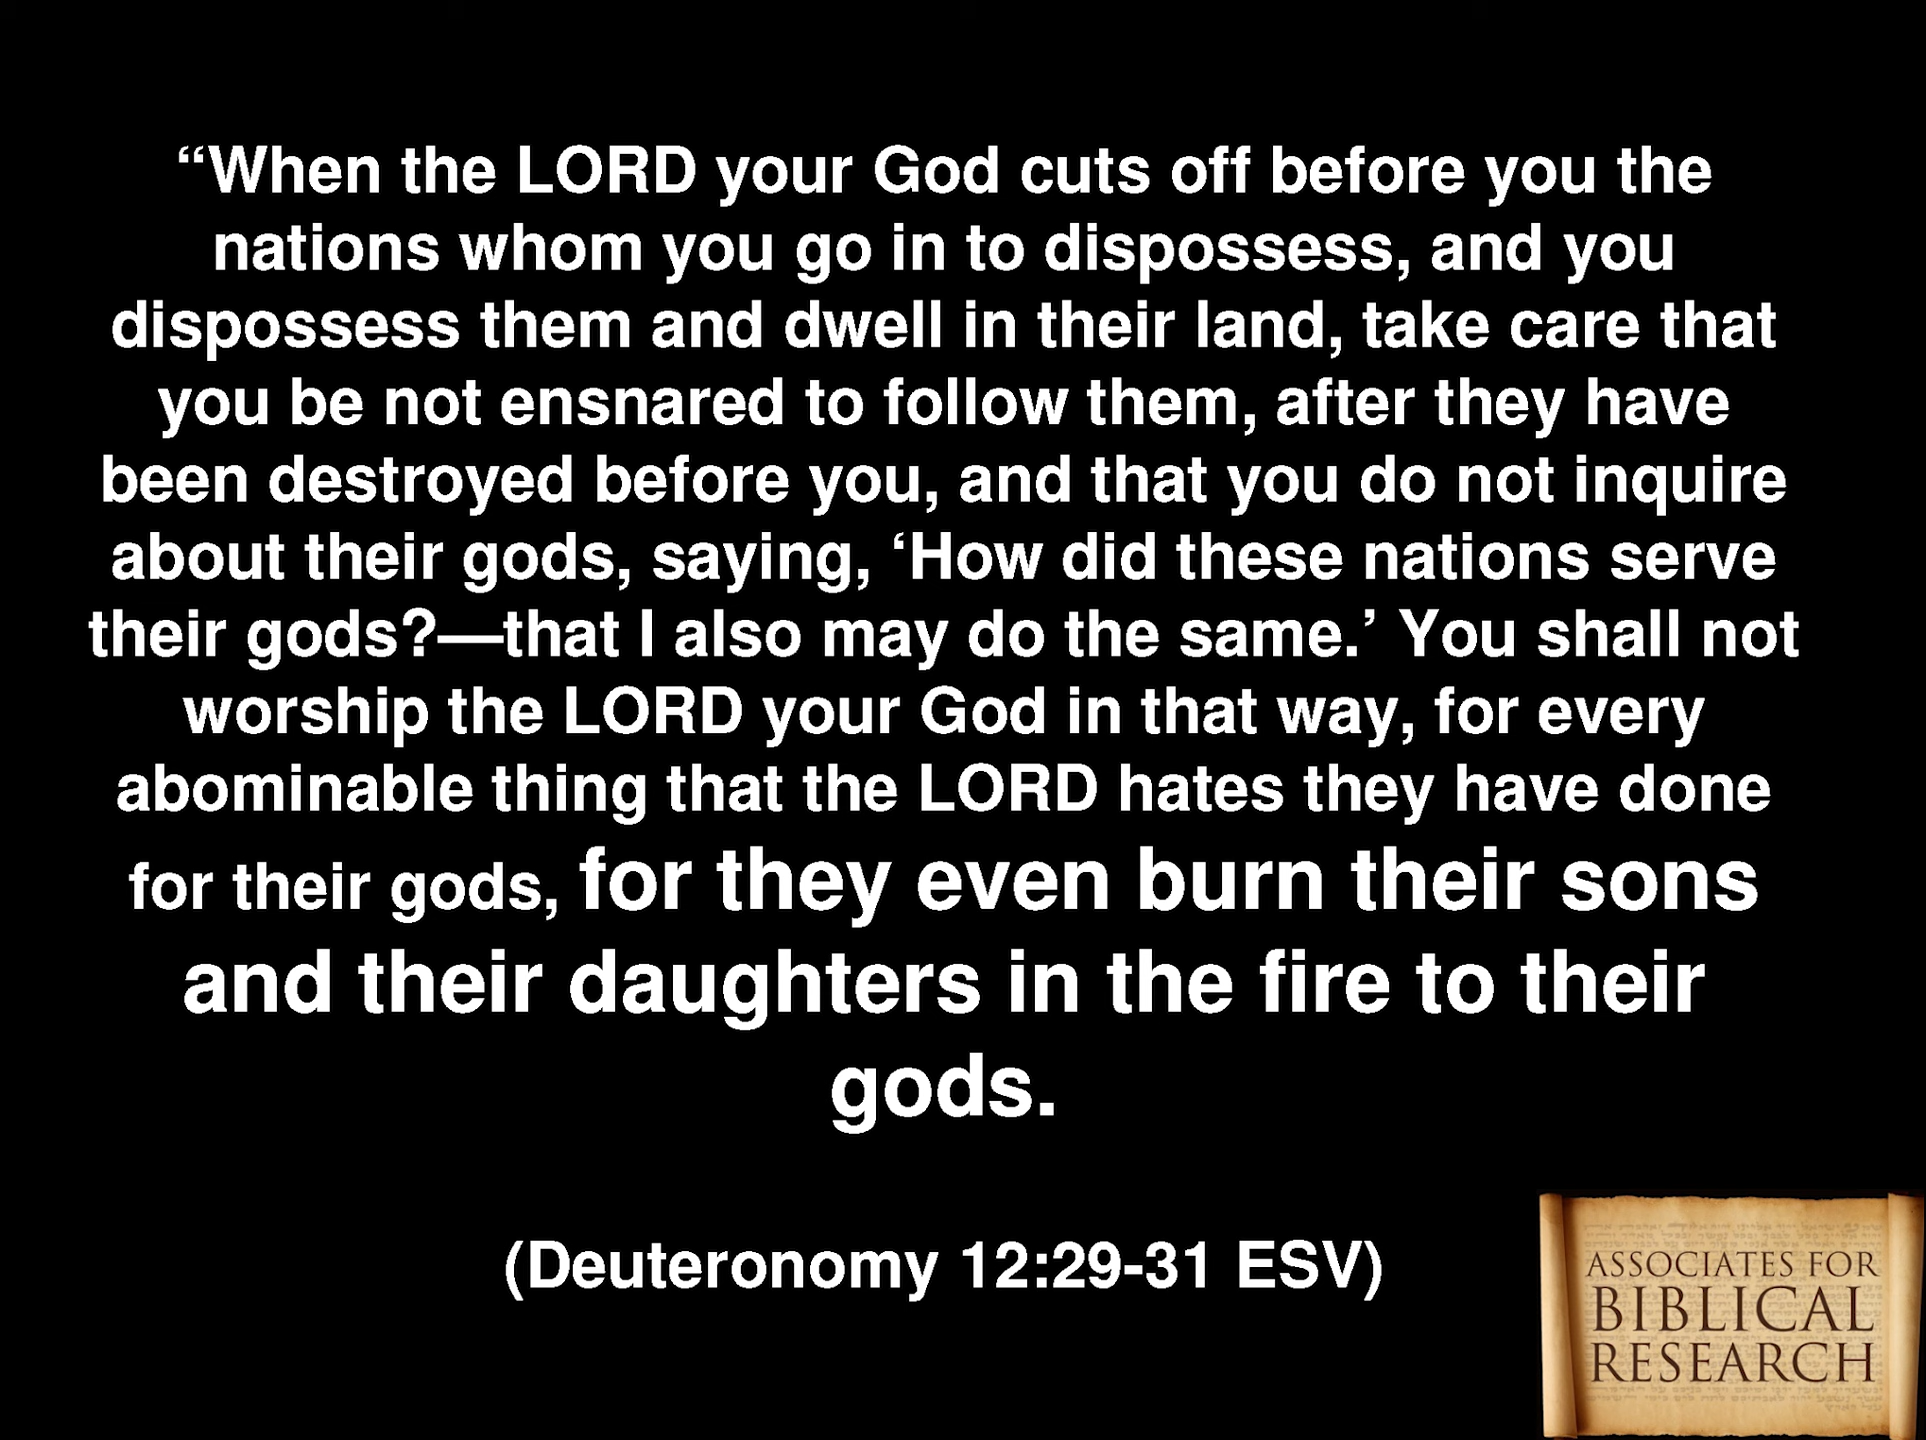 “When the LORD your God cuts off before you the
nations whom you go in to dispossess, and you
dispossess them and dwell in their land, take care that
you be not ensnared to follow them, after they have
been destroyed before you, and that you do not inquire
about their gods, saying, ‘How did these nations serve
their gods?—that I also may do the same.’ You shall not
worship the LORD your God in that way, for every
abominable thing that the LORD hates they have done
for their gods, for they even burn their sons
and their daughters in the fire to their
gods.
(Deuteronomy 12:29-31 ESV)
ASSOCIATES FOR
BIBLICAL
RESEARCH